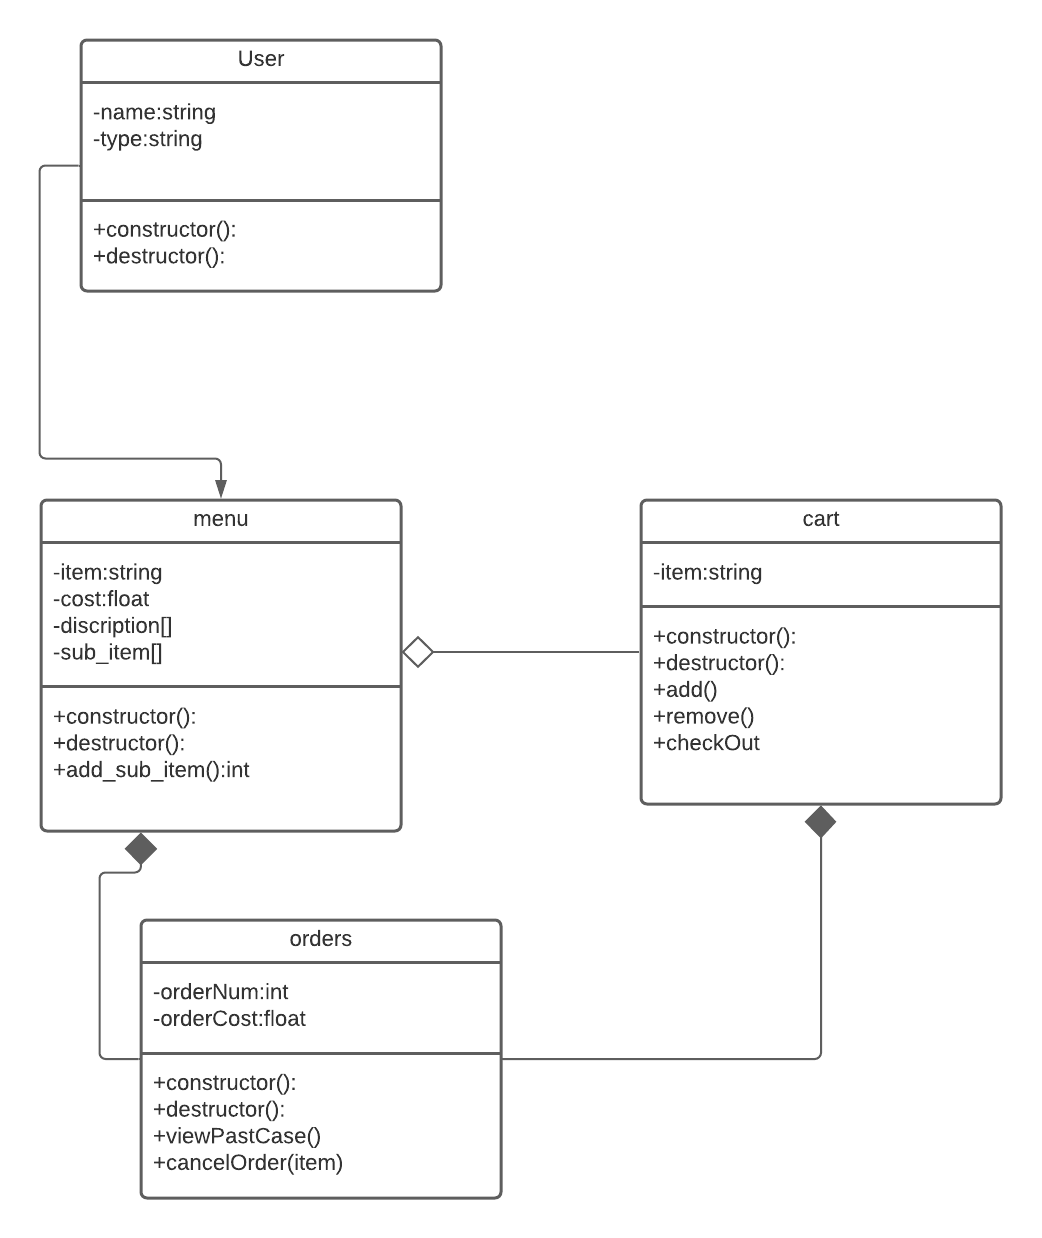 User
-name:string
-type:string
+constructor():
+destructor():
menu
-item:string
-cost:float
-discription[]
-sub_item[]
+constructor():
+destructor():
+add_sub_item():int
cart
-item:string
+constructor():
+destructor():
+add()
+remove()
+checkOut
orders
-orderNum:int
-orderCost:float
+constructor():
+destructor():
+viewPastCase()
+cancelOrder(item)